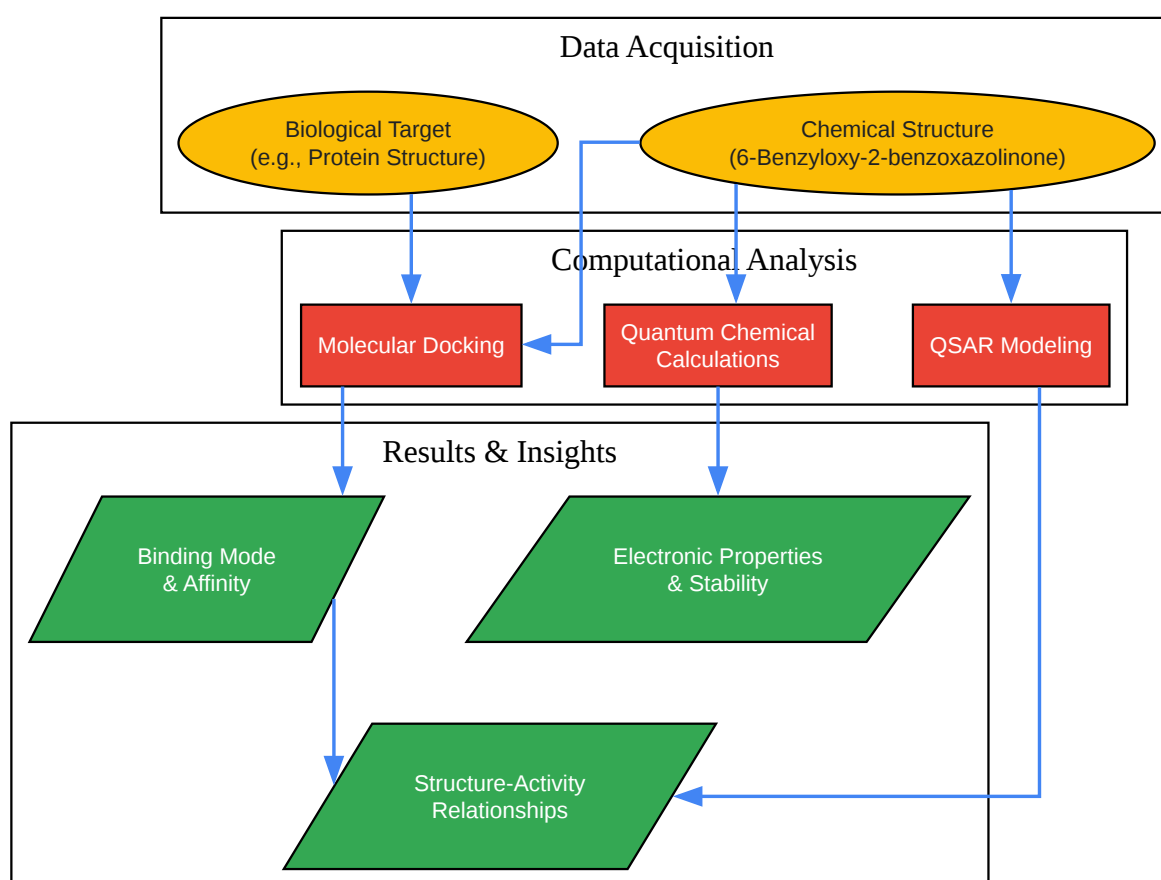 Data Acquisition
Biological Target
(e.g., Protein Structure)
Chemical Structure
(6-Benzyloxy-2-benzoxazolinone)
Computational Analysis
Molecular Docking
Quantum Chemical
Calculations
QSAR Modeling
Results & Insights
Binding Mode
& Affinity
Electronic Properties
& Stability
Structure-Activity
Relationships